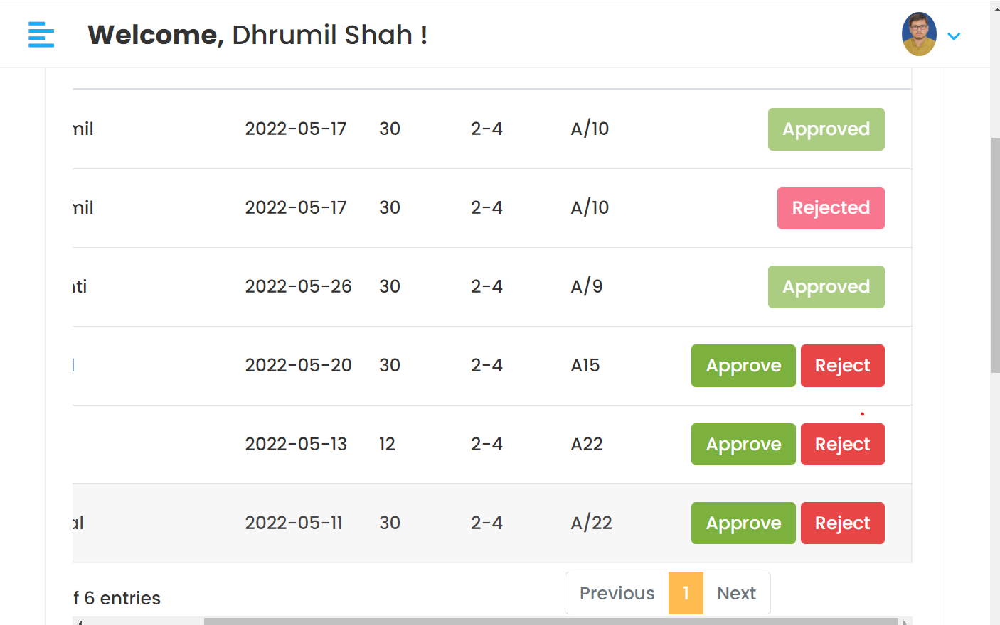 Welcome, Dhrumil Shah !
mil 2022-05-17 30 2-4 A/10 Approved
mil 2022-05-17 30 2-4 A/10 Rejected
nti 2022-05-26 30 2-4 A/9 Approved
l 2022-05-20 30 2-4 A15 Approve Reject
2022-05-13 12 2-4 A22 Approve Reject
al 2022-05-11 30 2-4 A/22 Approve Reject
f 6 entries Previous 1 Next